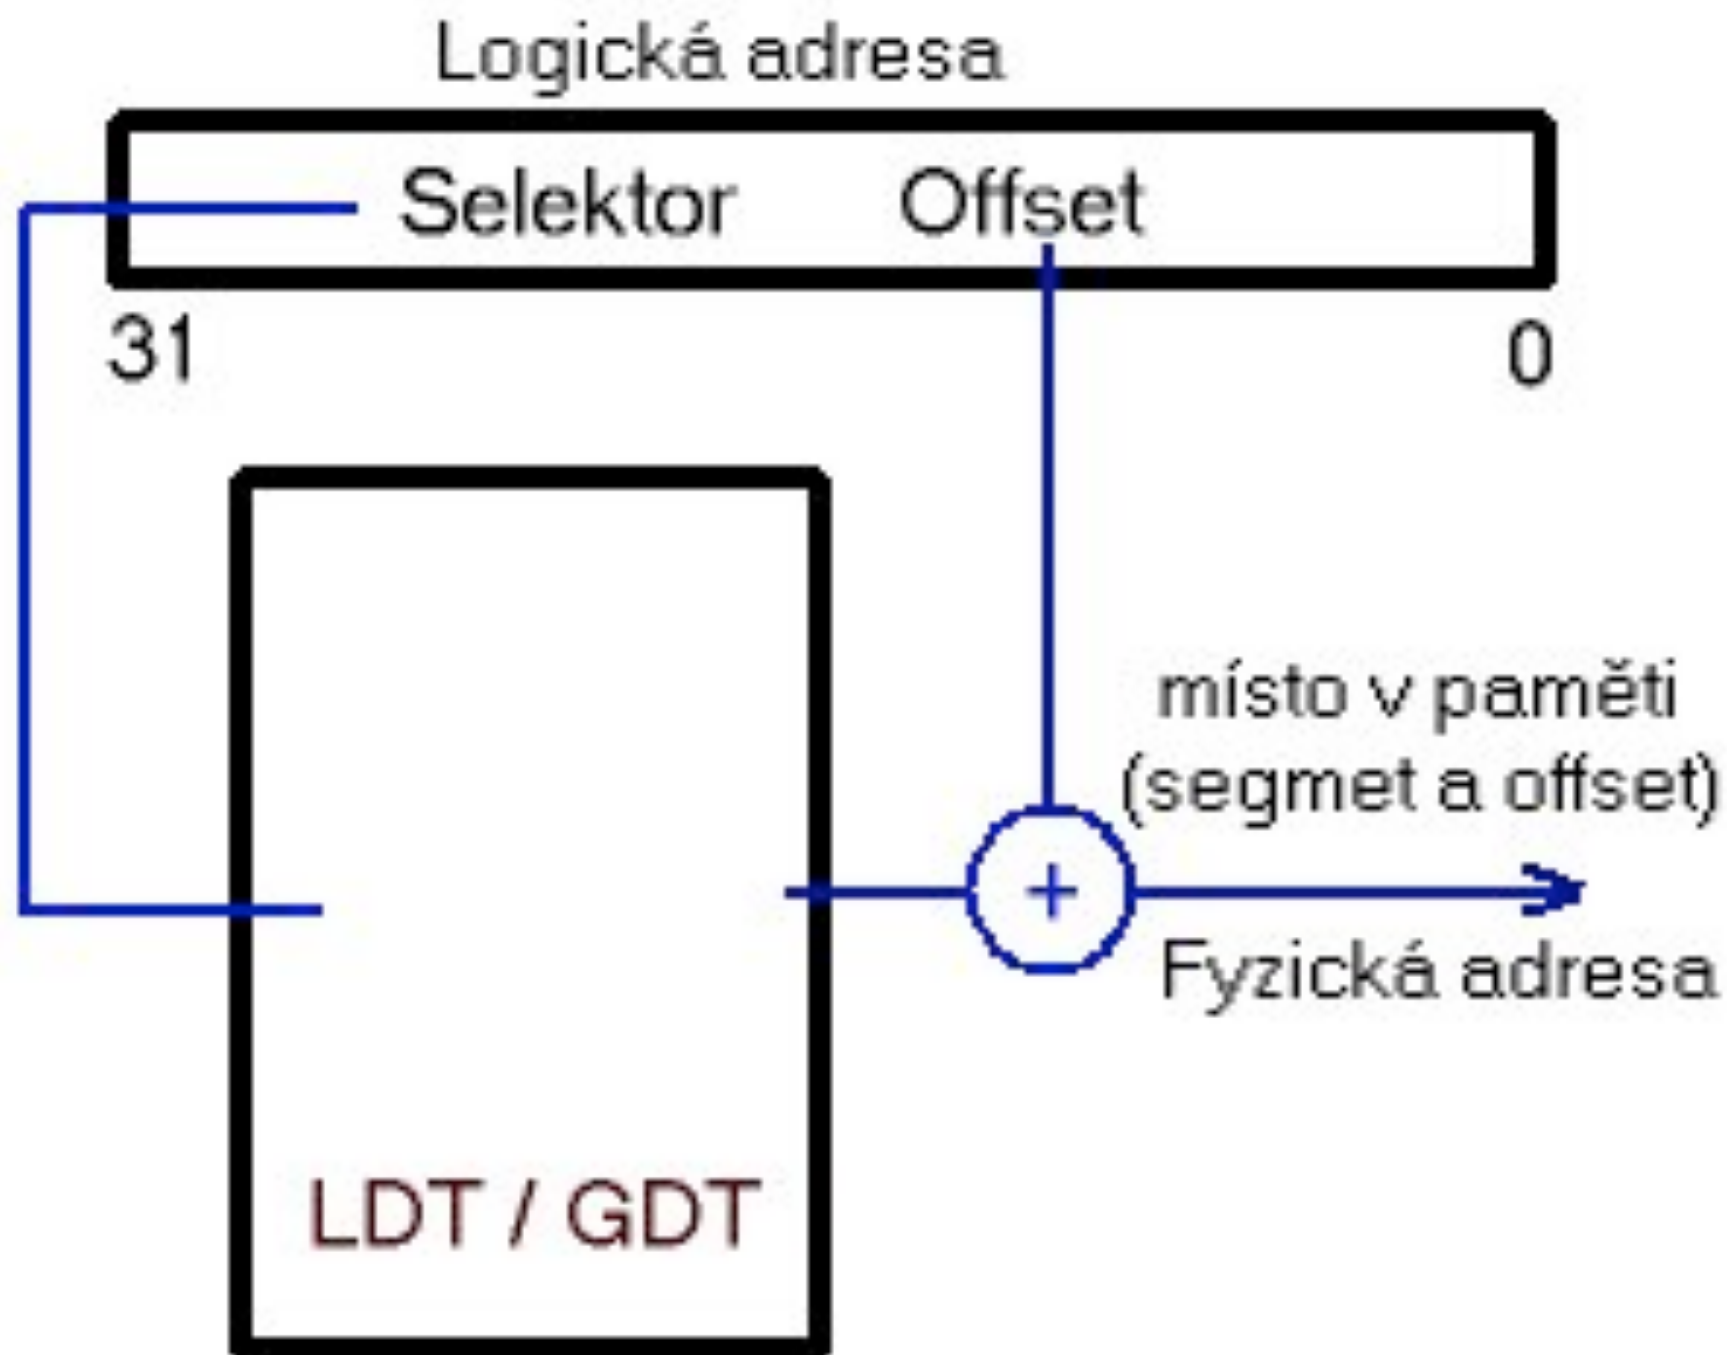 Logická adresa
Selektor Offset
31 0
místo v paměti
(segmet a offset)
+
Fyzická adresa
LDT / GDT